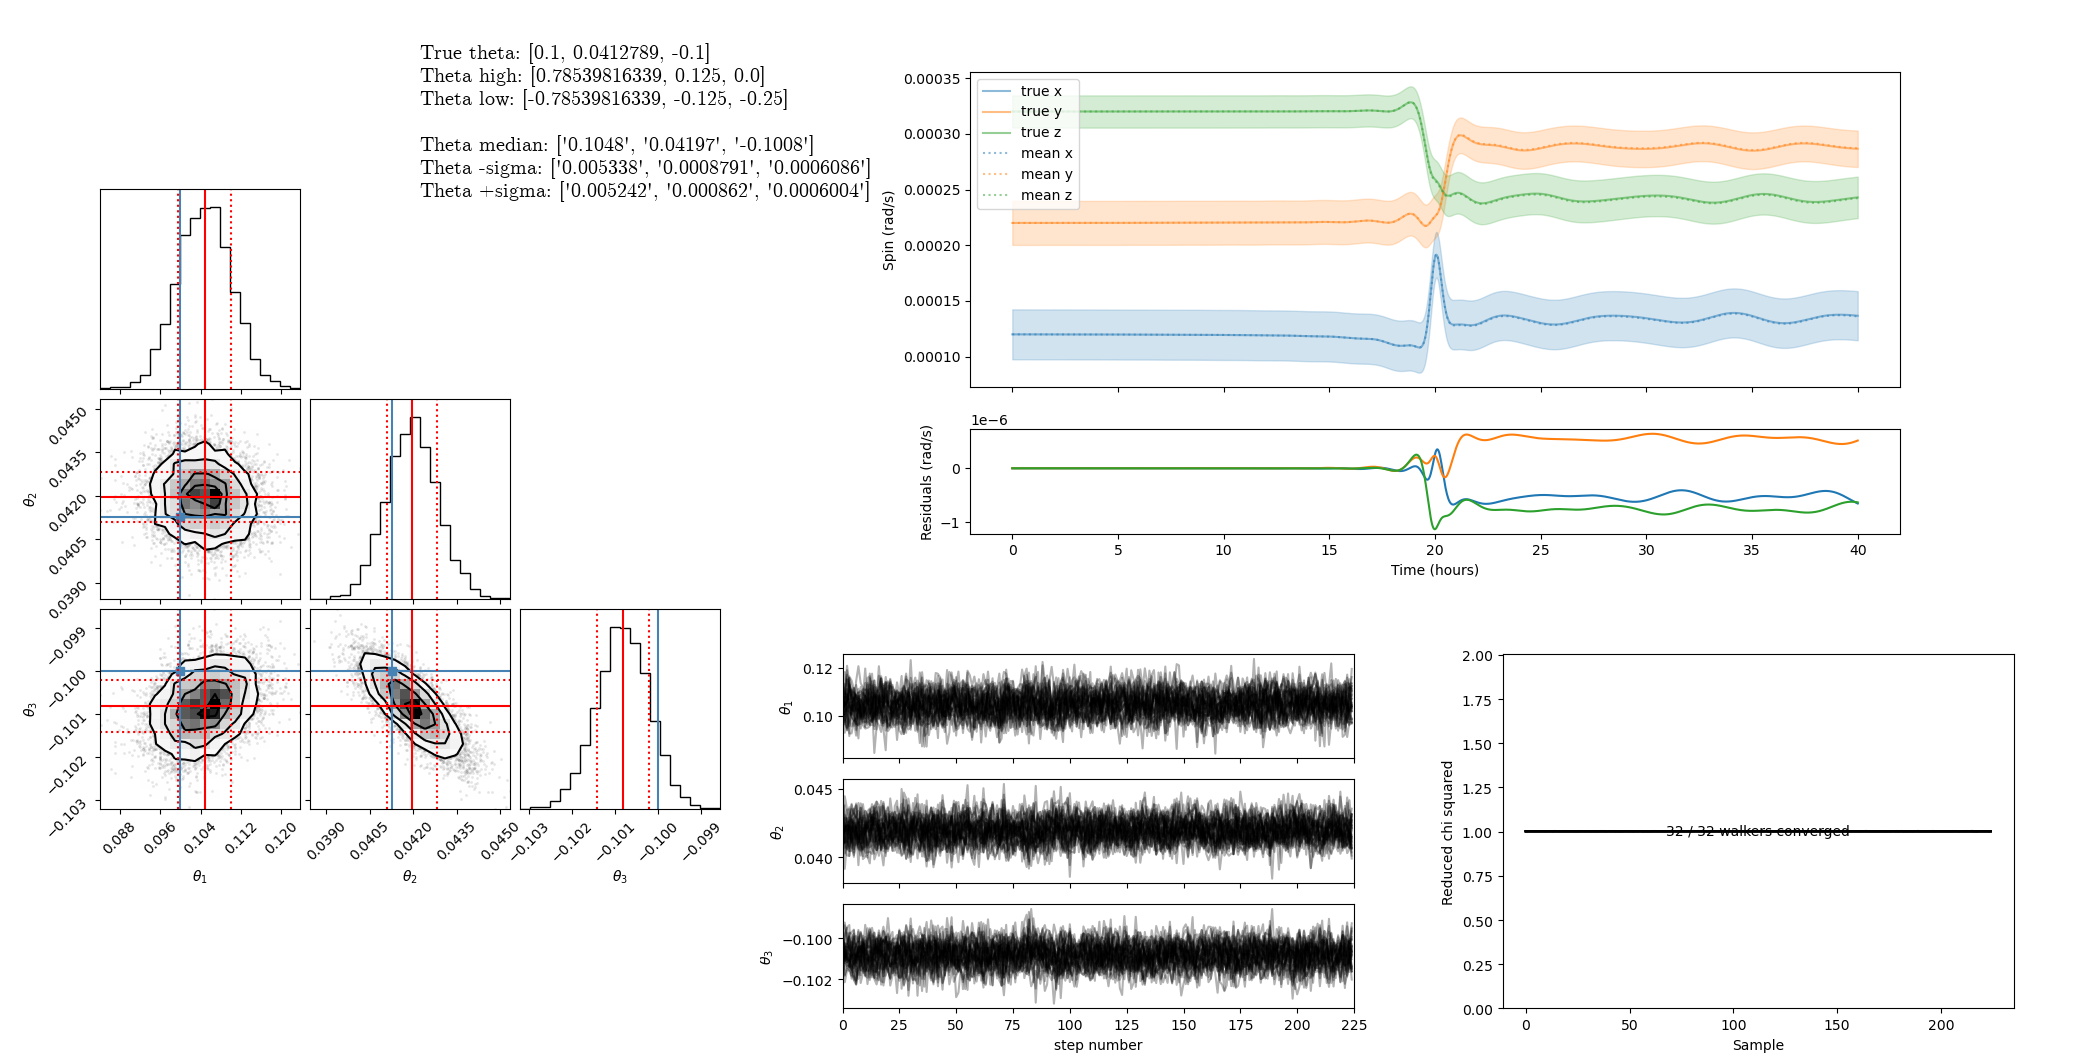 True theta: [0.1, 0.0412789, -0.1]
Theta high: [0.78539816339, 0.125, 0.0]
Theta low: [-0.78539816339, -0.125, -0.25]
Theta median: ['0.1048', '0.04197', '-0.1008']
Theta -sigma: ['0.005338', '0.0008791', '0.0006086']
Theta +sigma: ['0.005242', '0.000862', '0.0006004']
θ2
0.0450
0.0435
0.0420
0.0405
0.0390
θ3
−0.099
−0.100
−0.101
−0.102
−0.103
0.088 0.096 0.104 0.112 0.120
θ1
0.0390 0.0405 0.0420 0.0435 0.0450
θ2
−0.103 −0.102 −0.101 −0.100 −0.099
θ3
Spin (rad/s)
0.00035
0.00030
0.00025
0.00020
0.00015
0.00010
true x
true y
true z
mean x
mean y
mean z
1e−6
Residuals (rad/s)
0
−1
0 5 10 15 20 25 30 35 40
Time (hours)
θ1
0.12
0.10
θ2
0.045
0.040
θ3
−0.100
−0.102
0 25 50 75 100 125 150 175 200 225
step number
Reduced chi squared
2.00
1.75
1.50
1.25
1.00
0.75
0.50
0.25
0.00
32 / 32 walkers converged
0 50 100 150 200
Sample